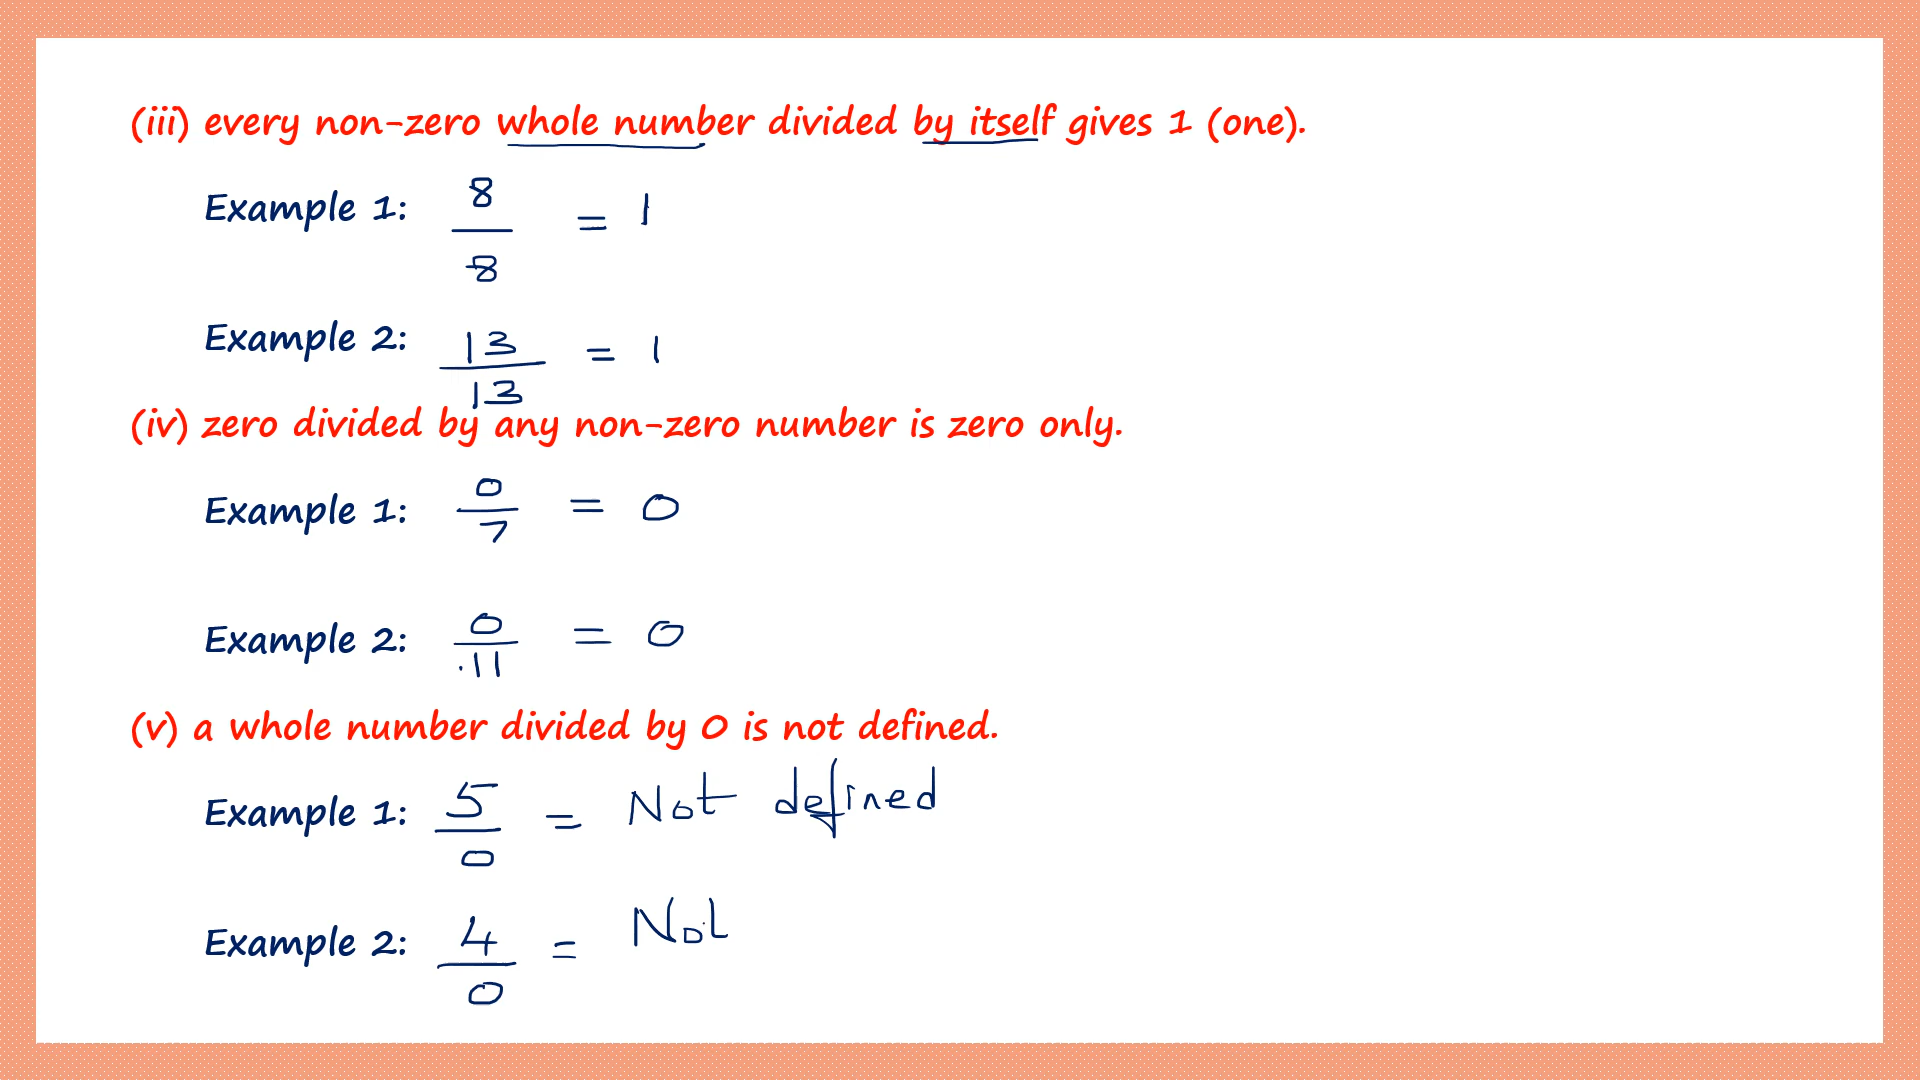 (iii) every non-zero whole number divided by itself gives 1 (one).
Example 1: 8/8 = 1
Example 2: 13/13 = 1
(iv) zero divided by any non-zero number is zero only.
Example 1: 0/7 = 0
Example 2: 0/11 = 0
(v) a whole number divided by 0 is not defined.
Example 1: 5/0 = Not defined
Example 2: 4/0 = Not